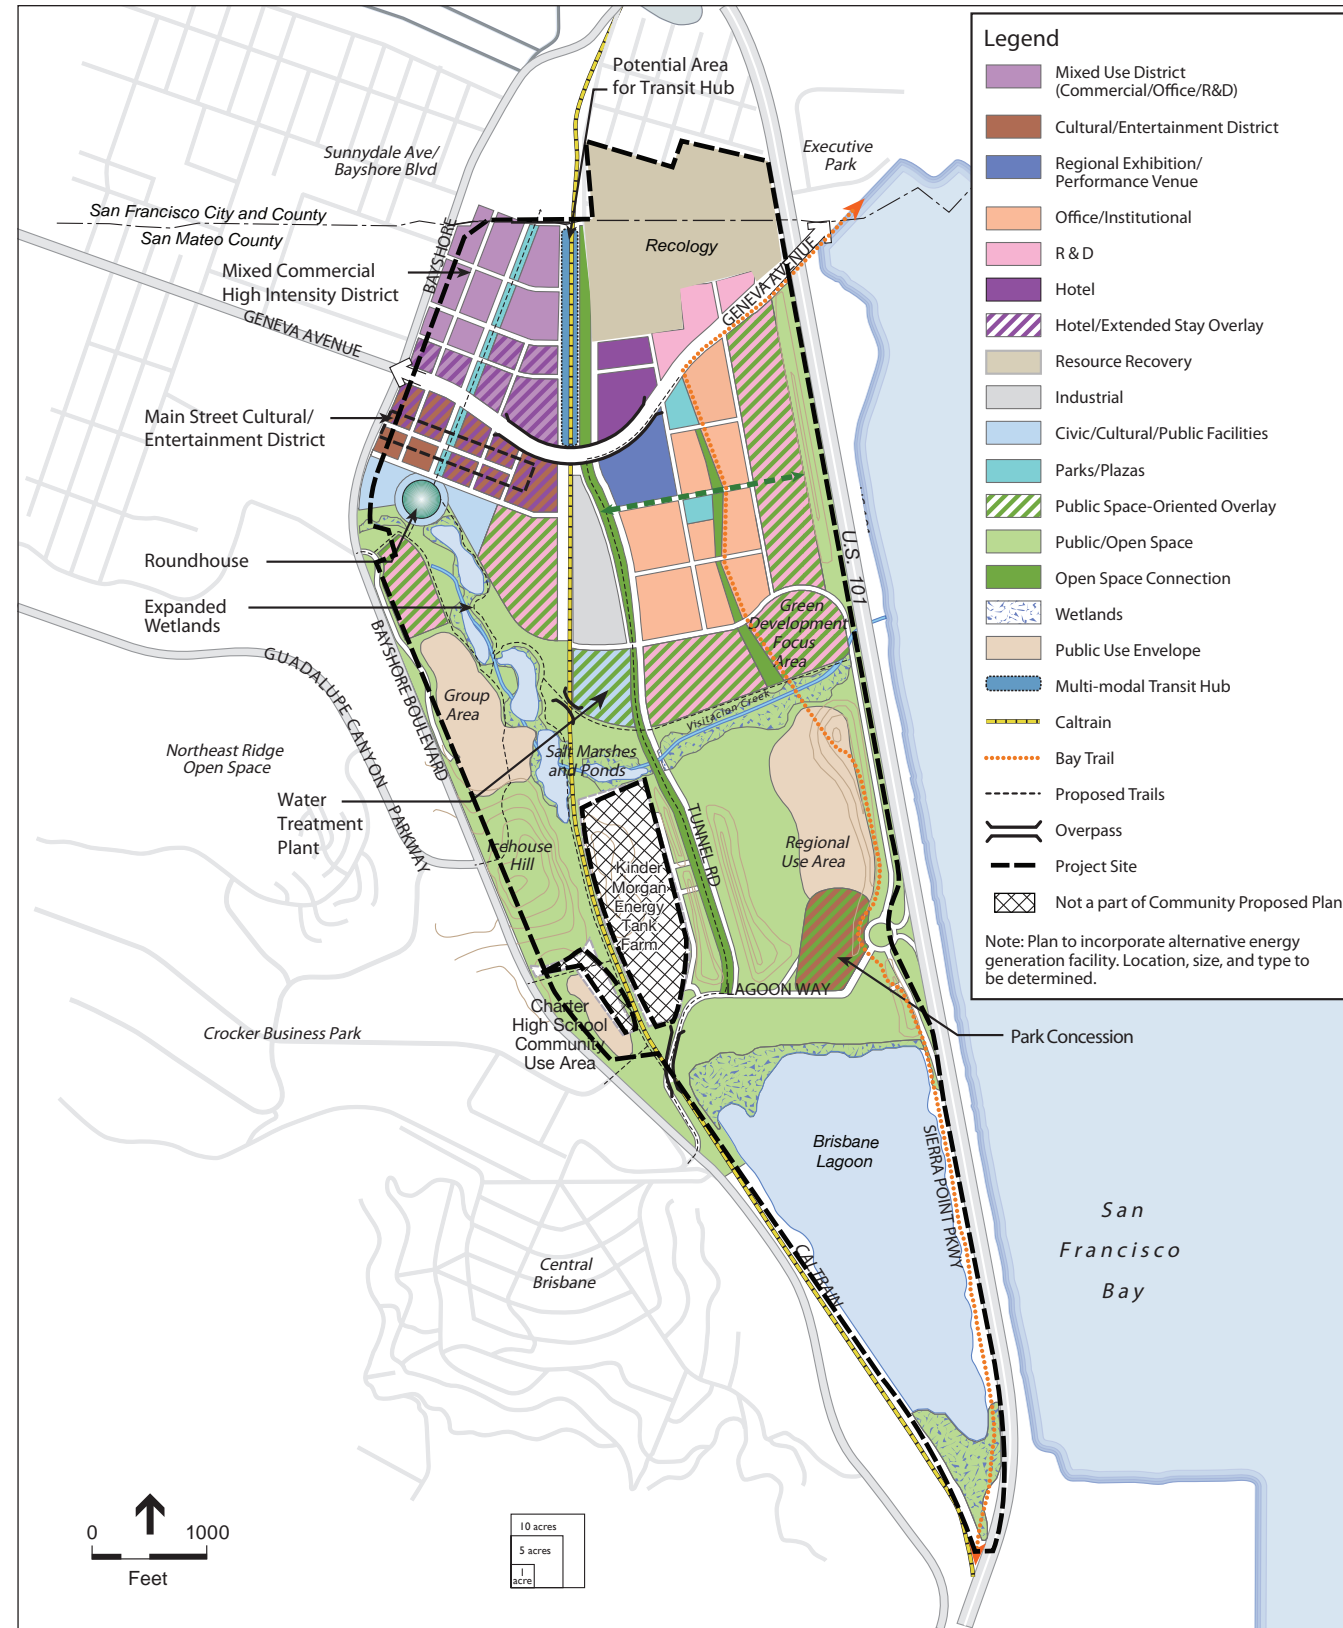 Legend
Mixed Use District
(Commercial/Office/R&D)
Cultural/Entertainment District
Regional Exhibition/
Performance Venue
Office/Institutional
R & D
Hotel
Hotel/Extended Stay Overlay
Resource Recovery
Industrial
Civic/Cultural/Public Facilities
Parks/Plazas
Public Space-Oriented Overlay
Public/Open Space
Open Space Connection
Wetlands
Public Use Envelope
Multi-modal Transit Hub
Caltrain
Bay Trail
Proposed Trails
Overpass
Project Site
Not a part of Community Proposed Plan
Note: Plan to incorporate alternative energy
generation facility. Location, size, and type to
be determined.
Potential Area
for Transit Hub
Sunnydale Ave/
Bayshore Blvd
Executive
Park
San Francisco City and County
San Mateo County
Recology
BAYSHORE
GENEVA AVENUE
Mixed Commercial
High Intensity District
GENEVA AVENUE
Main Street Cultural/
Entertainment District
U.S. 101
Roundhouse
Expanded
Wetlands
Green
Development
Focus
Area
BAYSHORE BOULEVARD
GUADALUPE CANYON PARKWAY
Group
Area
Visitacion Creek
Northeast Ridge
Open Space
Salt Marshes
and Ponds
Water
Treatment
Plant
TUNNEL RD
Icehouse
Hill
Regional
Use Area
Kinder
Morgan
Energy
Tank
Farm
LAGOON WAY
Charter
High School
Community
Use Area
Crocker Business Park
Park Concession
Brisbane
Lagoon
SIERRA POINT PKWY
San
Francisco
Bay
Central
Brisbane
CALTRAIN
0 1000
Feet
10 acres
5 acres
1
acre